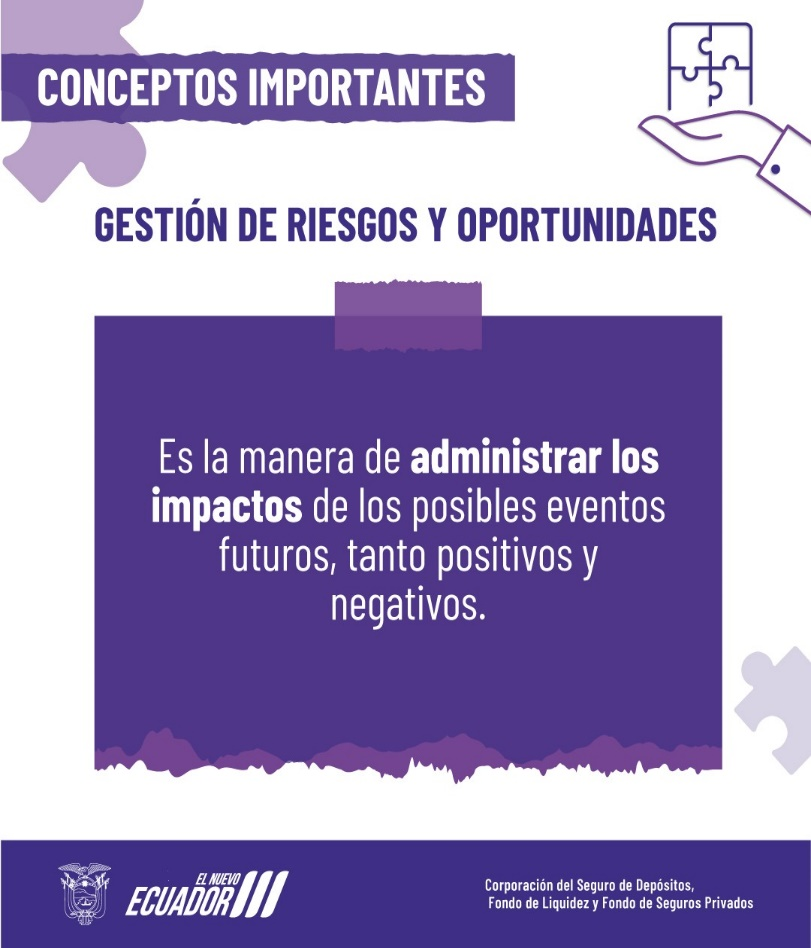 CONCEPTOS IMPORTANTES
GESTIÓN DE RIESGOS Y OPORTUNIDADES
Es la manera de administrar los
impactos de los posibles eventos
futuros, tanto positivos y
negativos.
EL NUEVO
ECUADOR
Corporación del Seguro de Depósitos,
Fondo de Liquidez y Fondo de Seguros Privados